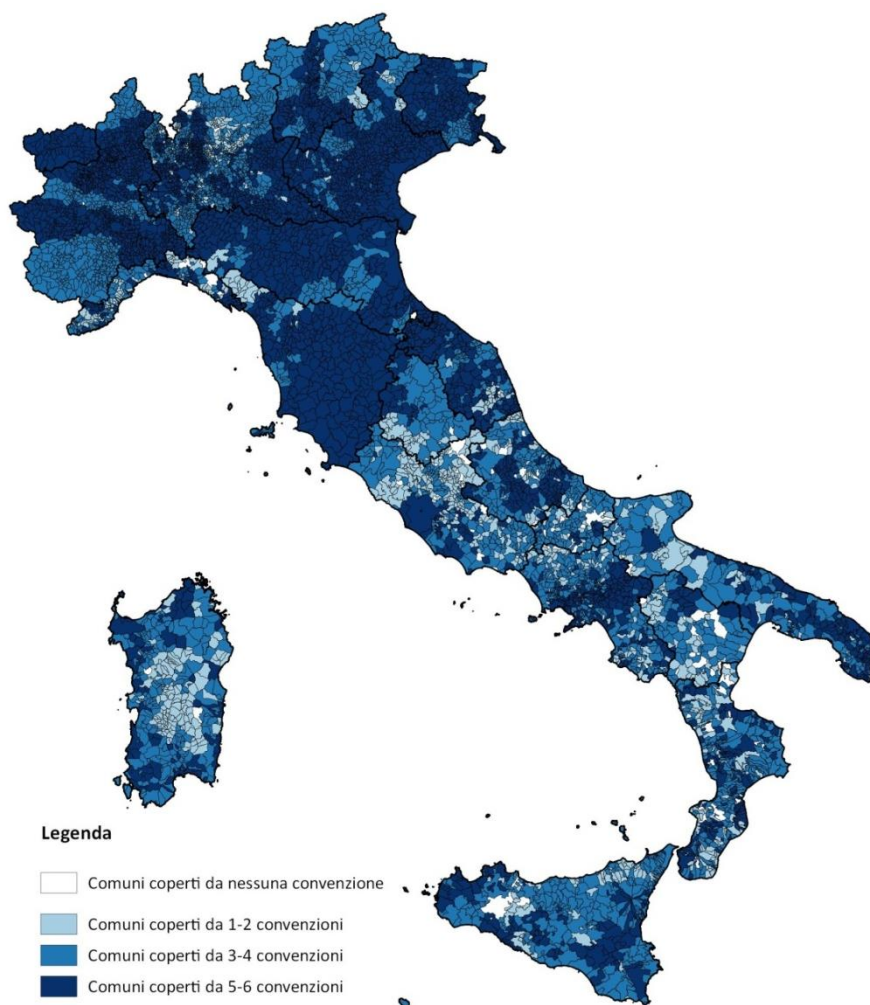 Legenda
Comuni coperti da nessuna convenzione
Comuni coperti da 1-2 convenzioni
Comuni coperti da 3-4 convenzioni
Comuni coperti da 5-6 convenzioni